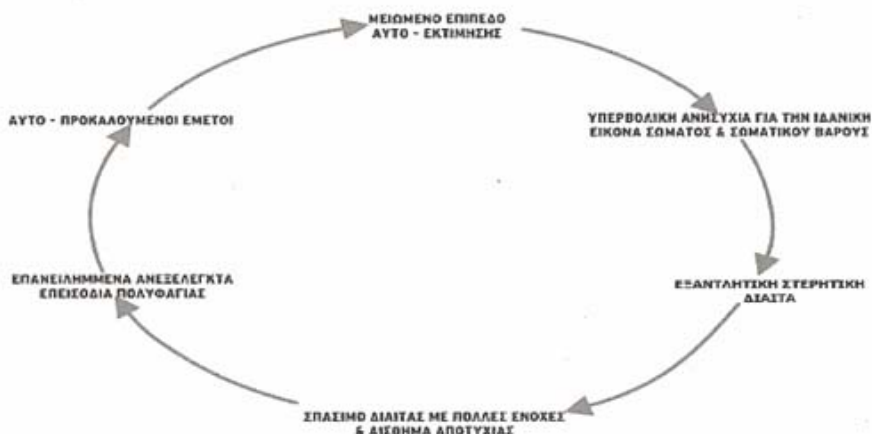 ΜΕΙΩΜΕΝΟ ΕΠΙΠΕΔΟ
ΑΥΤΟ - ΕΚΤΙΜΗΣΗΣ
ΥΠΕΡΒΟΛΙΚΗ ΑΝΗΣΥΧΙΑ ΓΙΑ ΤΗΝ ΙΔΑΝΙΚΗ
ΕΙΚΟΝΑ ΣΩΜΑΤΟΣ & ΣΩΜΑΤΙΚΟΥ ΒΑΡΟΥΣ
ΕΞΑΝΤΛΗΤΙΚΗ ΣΤΕΡΗΤΙΚΗ
ΔΙΑΙΤΑ
ΣΠΑΣΙΜΟ ΔΙΑΙΤΑΣ ΜΕ ΠΟΛΛΕΣ ΕΝΟΧΕΣ
& ΑΙΣΘΗΜΑ ΑΠΟΤΥΧΙΑΣ
ΕΠΑΝΕΙΛΗΜΜΕΝΑ ΑΝΕΞΕΛΕΓΚΤΑ
ΕΠΕΙΣΟΔΙΑ ΠΟΛΥΦΑΓΙΑΣ
ΑΥΤΟ - ΠΡΟΚΑΛΟΥΜΕΝΟΙ ΕΜΕΤΟΙ